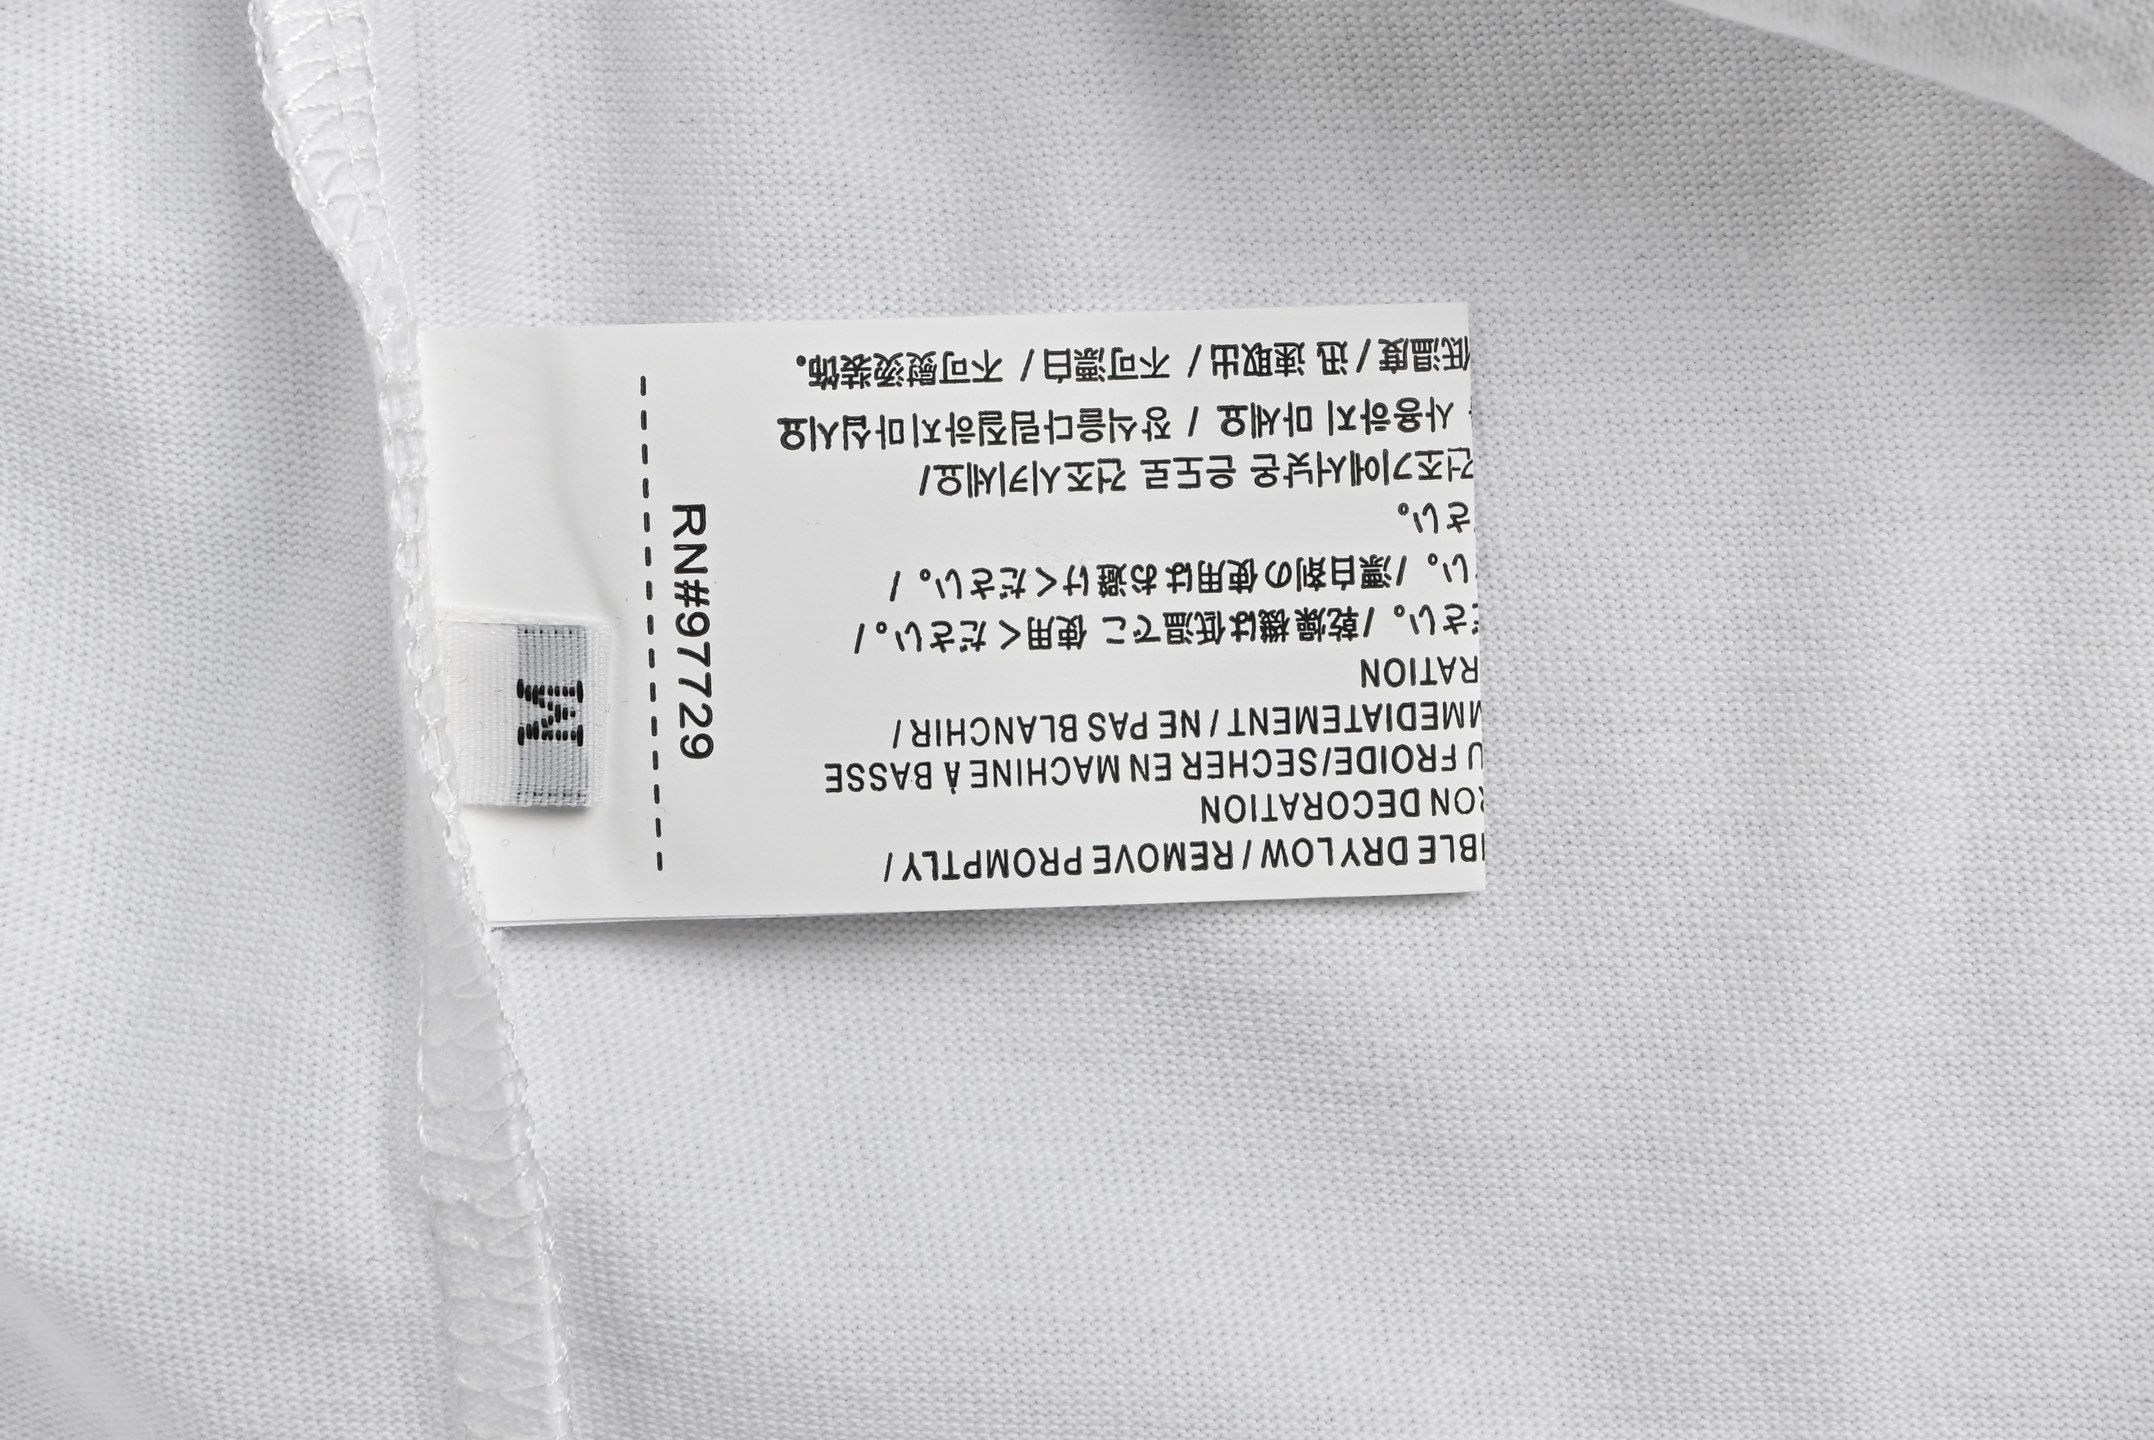 IBLE DRY LOW / REMOVE PROMPTLY /
RON DECORATION
U FROIDE/SECHER EN MACHINE À BASSE
MMEDIATEMENT / NE PAS BLANCHIR /
RATION
ださい。/乾燥機は低温でご 使用ください。/
い。/漂白剤の使用はお避けください。/
さい。
건조기에서낮은 온도로 건조시키세요/
사용하지 마세요 / 장식을다림질하지마십시요
低温度 / 迅 速取出 / 不可漂白 / 不可熨烫装饰。
RN#97729
M